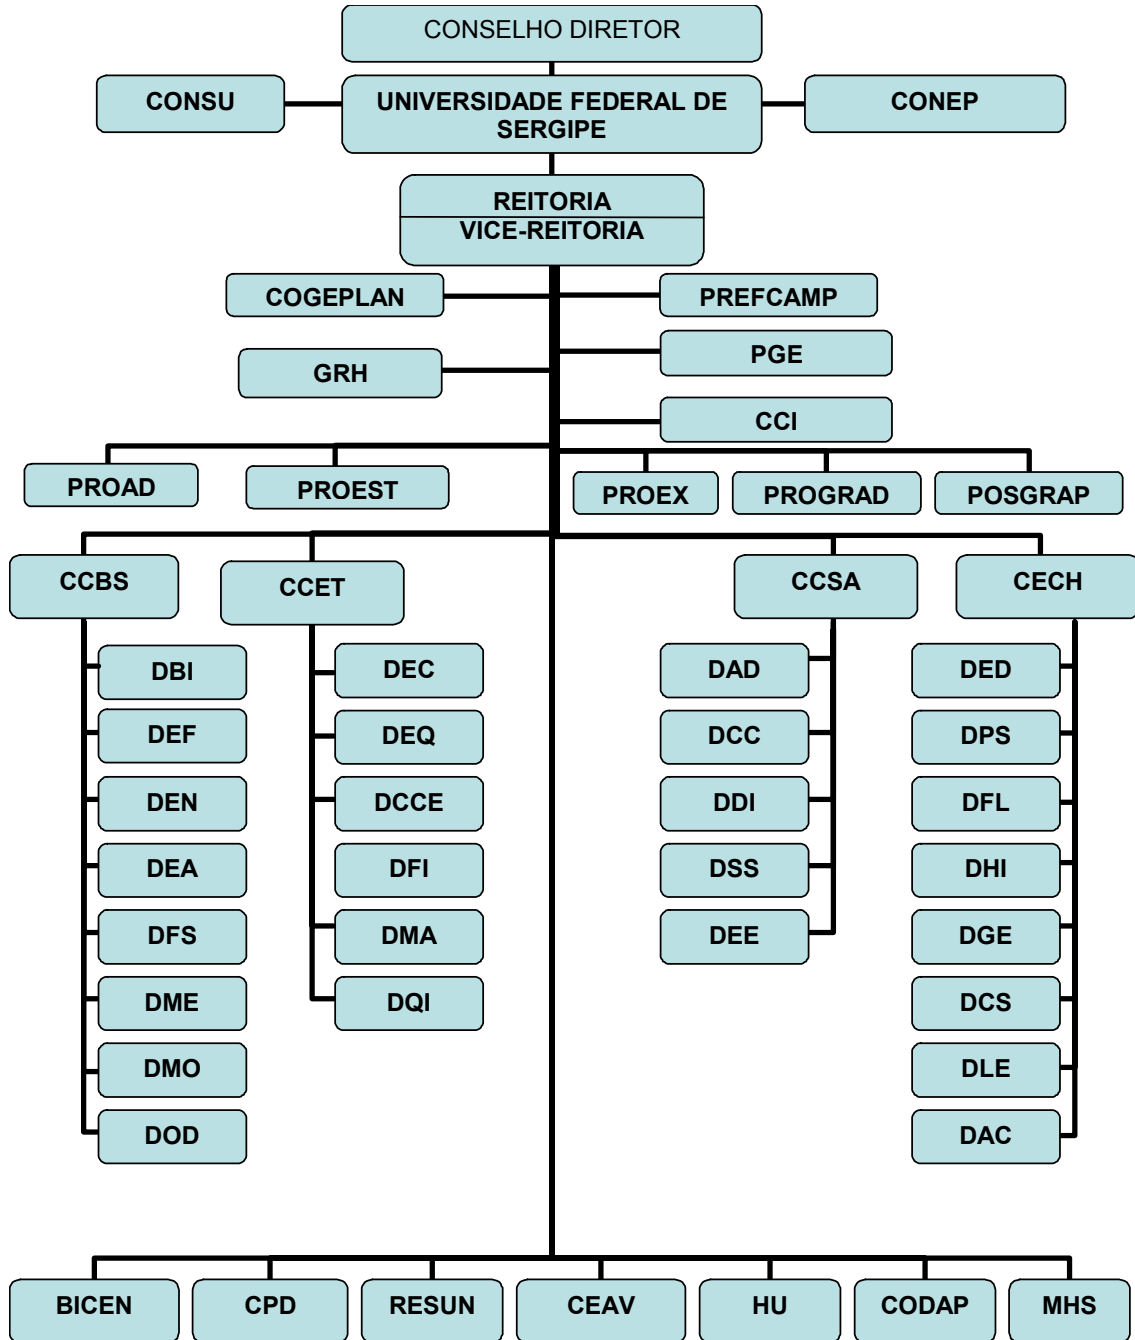 CONSELHO DIRETOR
CONSU
UNIVERSIDADE FEDERAL DE
SERGIPE
CONEP
REITORIA
VICE-REITORIA
COGEPLAN
PREFCAMP
GRH
PGE
CCI
PROAD
PROEST
PROEX
PROGRAD
POSGRAP
CCBS
CCET
CCSA
CECH
DBI
DEF
DEN
DEA
DFS
DME
DMO
DOD
DEC
DEQ
DCCE
DFI
DMA
DQI
DAD
DCC
DDI
DSS
DEE
DED
DPS
DFL
DHI
DGE
DCS
DLE
DAC
BICEN
CPD
RESUN
CEAV
HU
CODAP
MHS